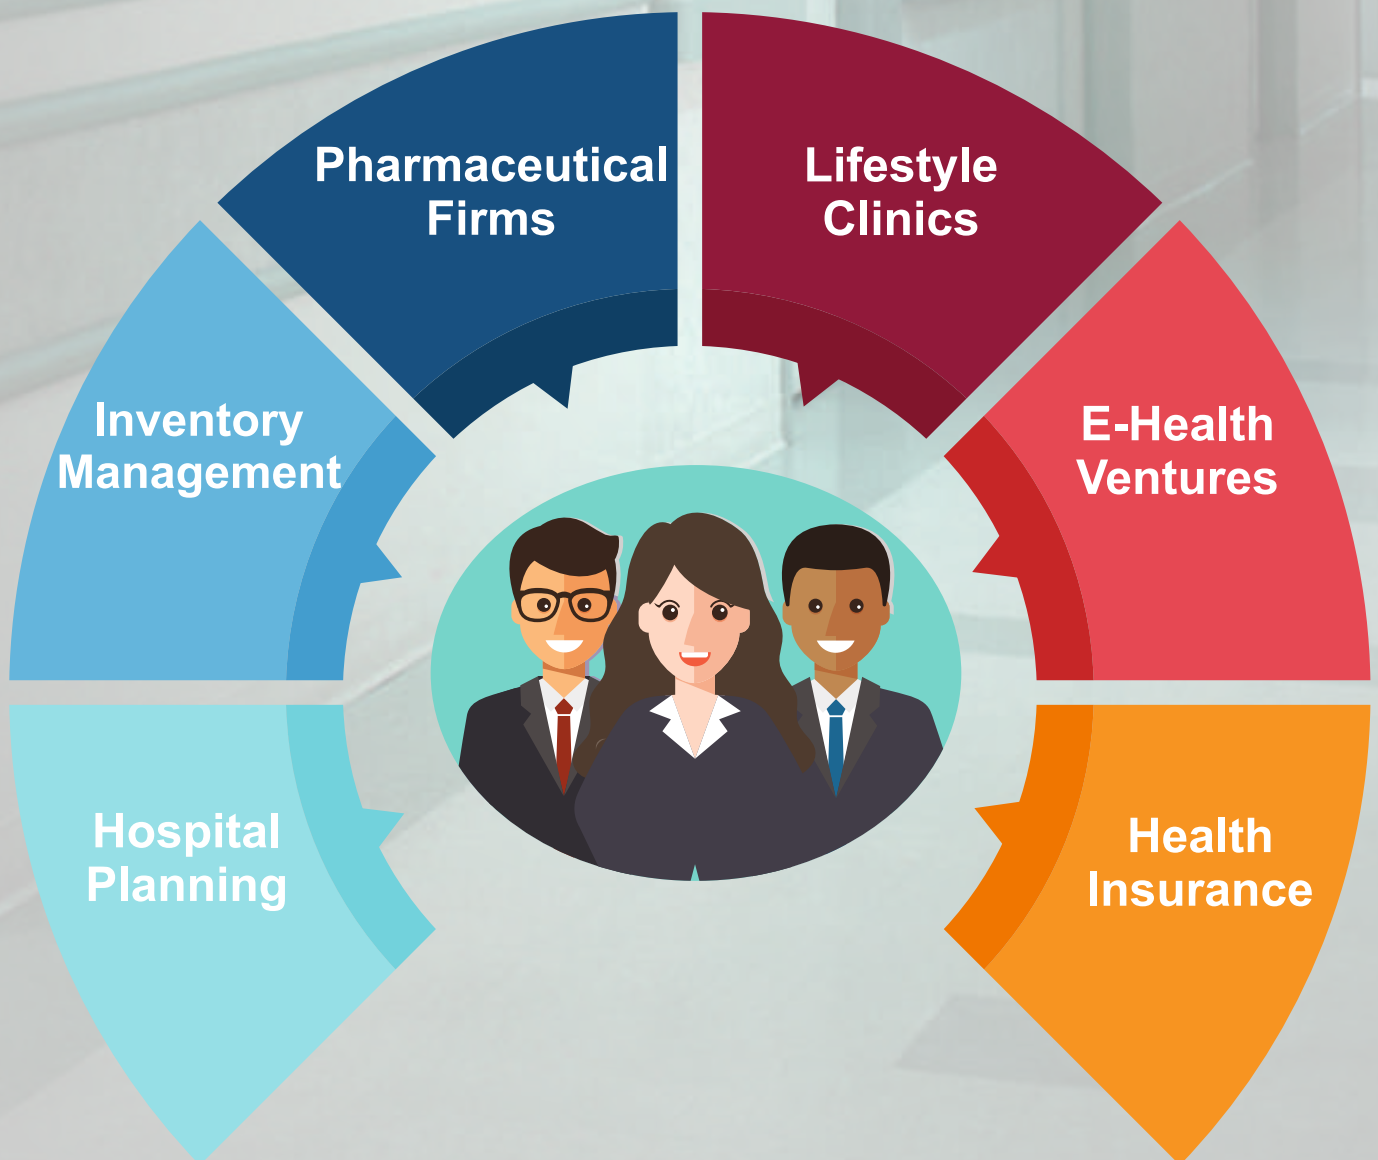 Pharmaceutical
Firms
Lifestyle
Clinics
Inventory
Management
E-Health
Ventures
Hospital
Planning
Health
Insurance